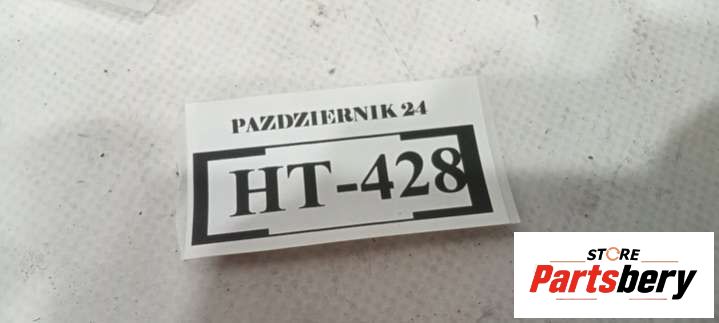 PAZDZIERNIK 24
HT-428
STORE
Partsbery